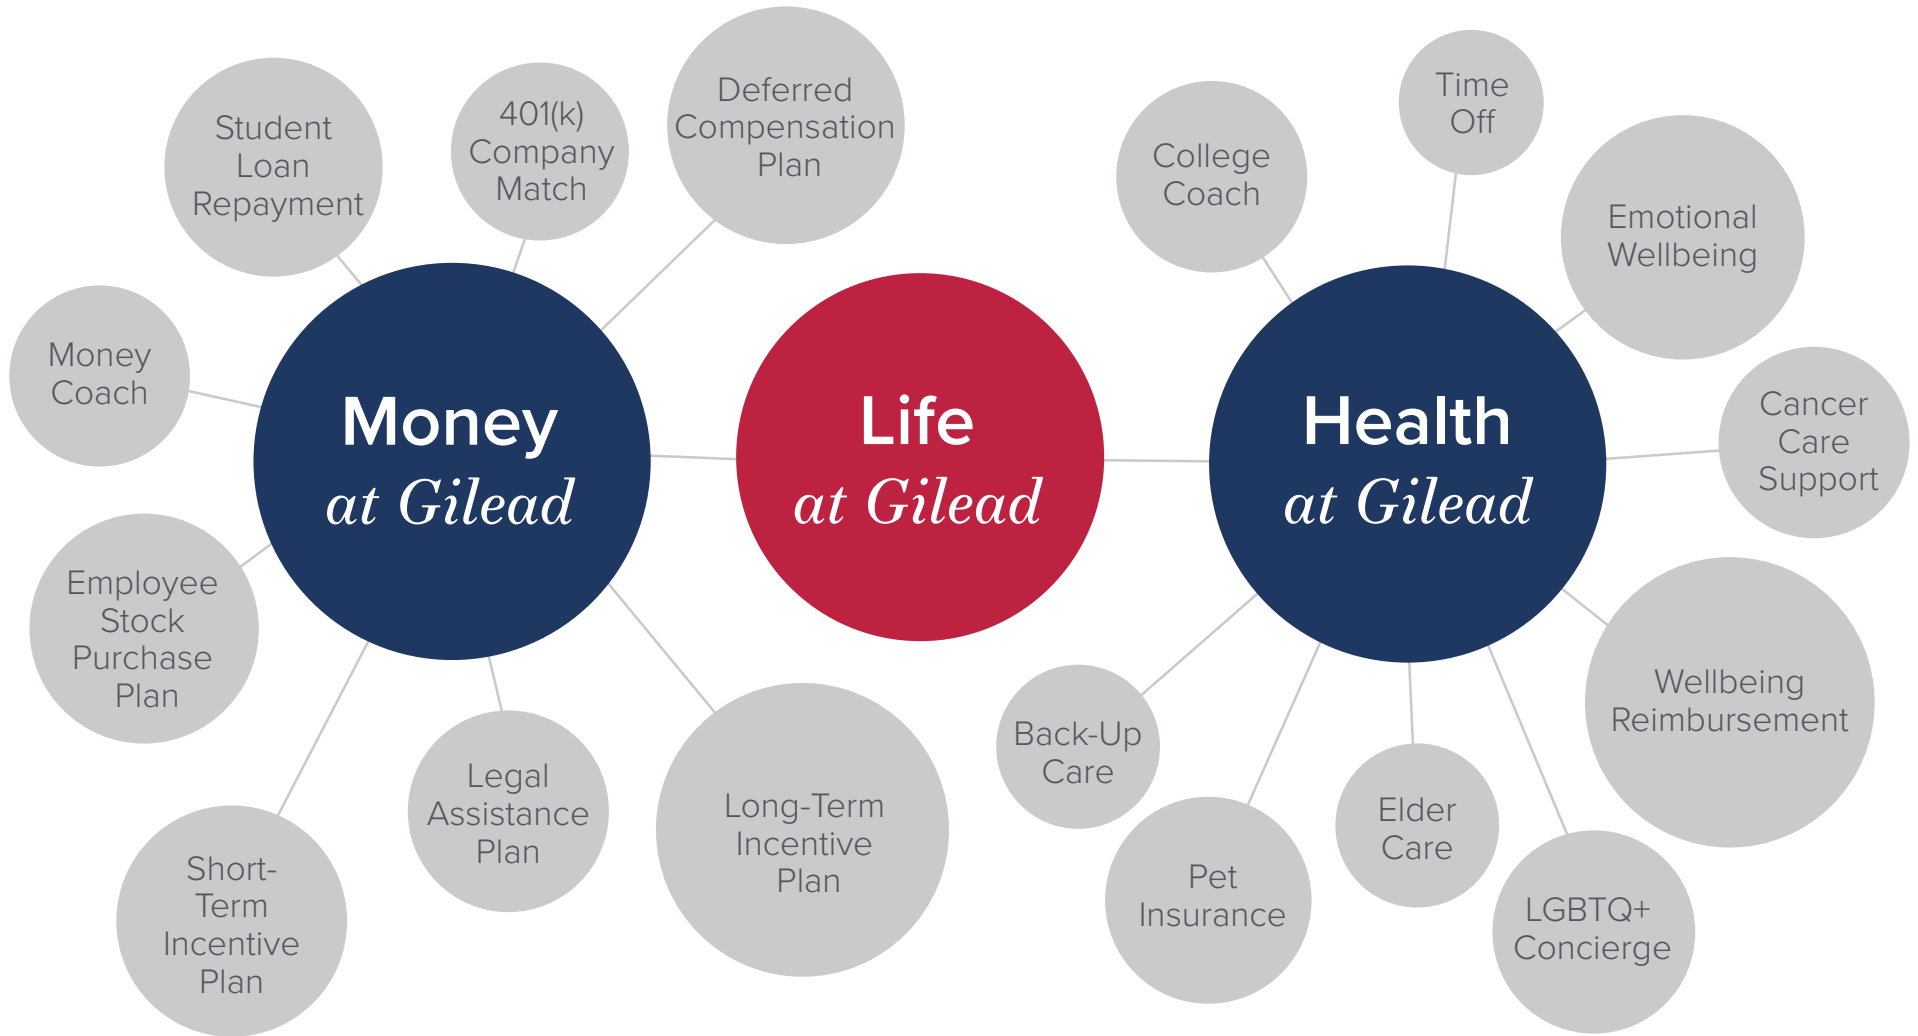 Student
Loan
Repayment
401(k)
Company
Match
Deferred
Compensation
Plan
College
Coach
Time
Off
Emotional
Wellbeing
Money
Coach
Money
at Gilead
Life
at Gilead
Health
at Gilead
Cancer
Care
Support
Employee
Stock
Purchase
Plan
Short-
Term
Incentive
Plan
Legal
Assistance
Plan
Long-Term
Incentive
Plan
Back-Up
Care
Pet
Insurance
Elder
Care
LGBTQ+
Concierge
Wellbeing
Reimbursement